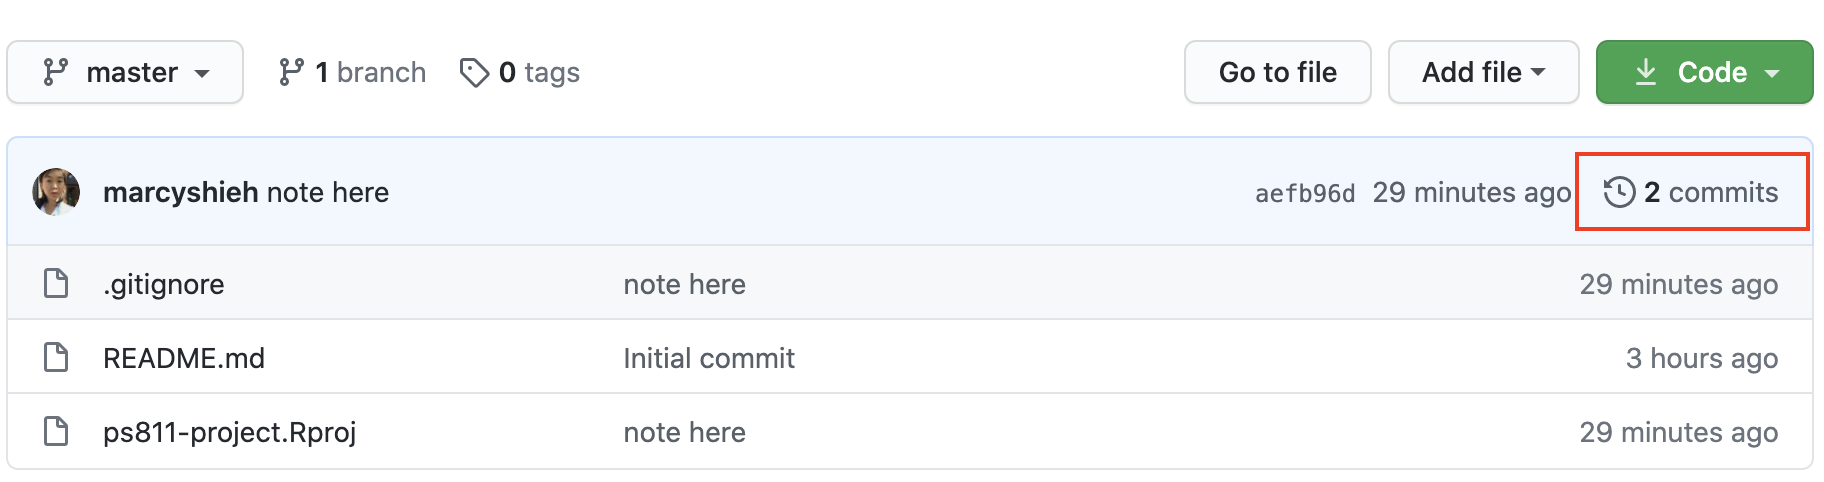 master 1 branch 0 tags Go to file Add file Code
marcyshieh note here aefb96d 29 minutes ago 2 commits
.gitignore note here 29 minutes ago
README.md Initial commit 3 hours ago
ps811-project.Rproj note here 29 minutes ago